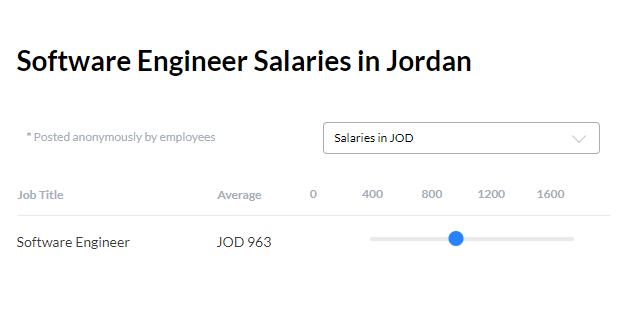 Software Engineer Salaries in Jordan
* Posted anonymously by employees
Salaries in JOD
Job Title Average 0 400 800 1200 1600
Software Engineer JOD 963